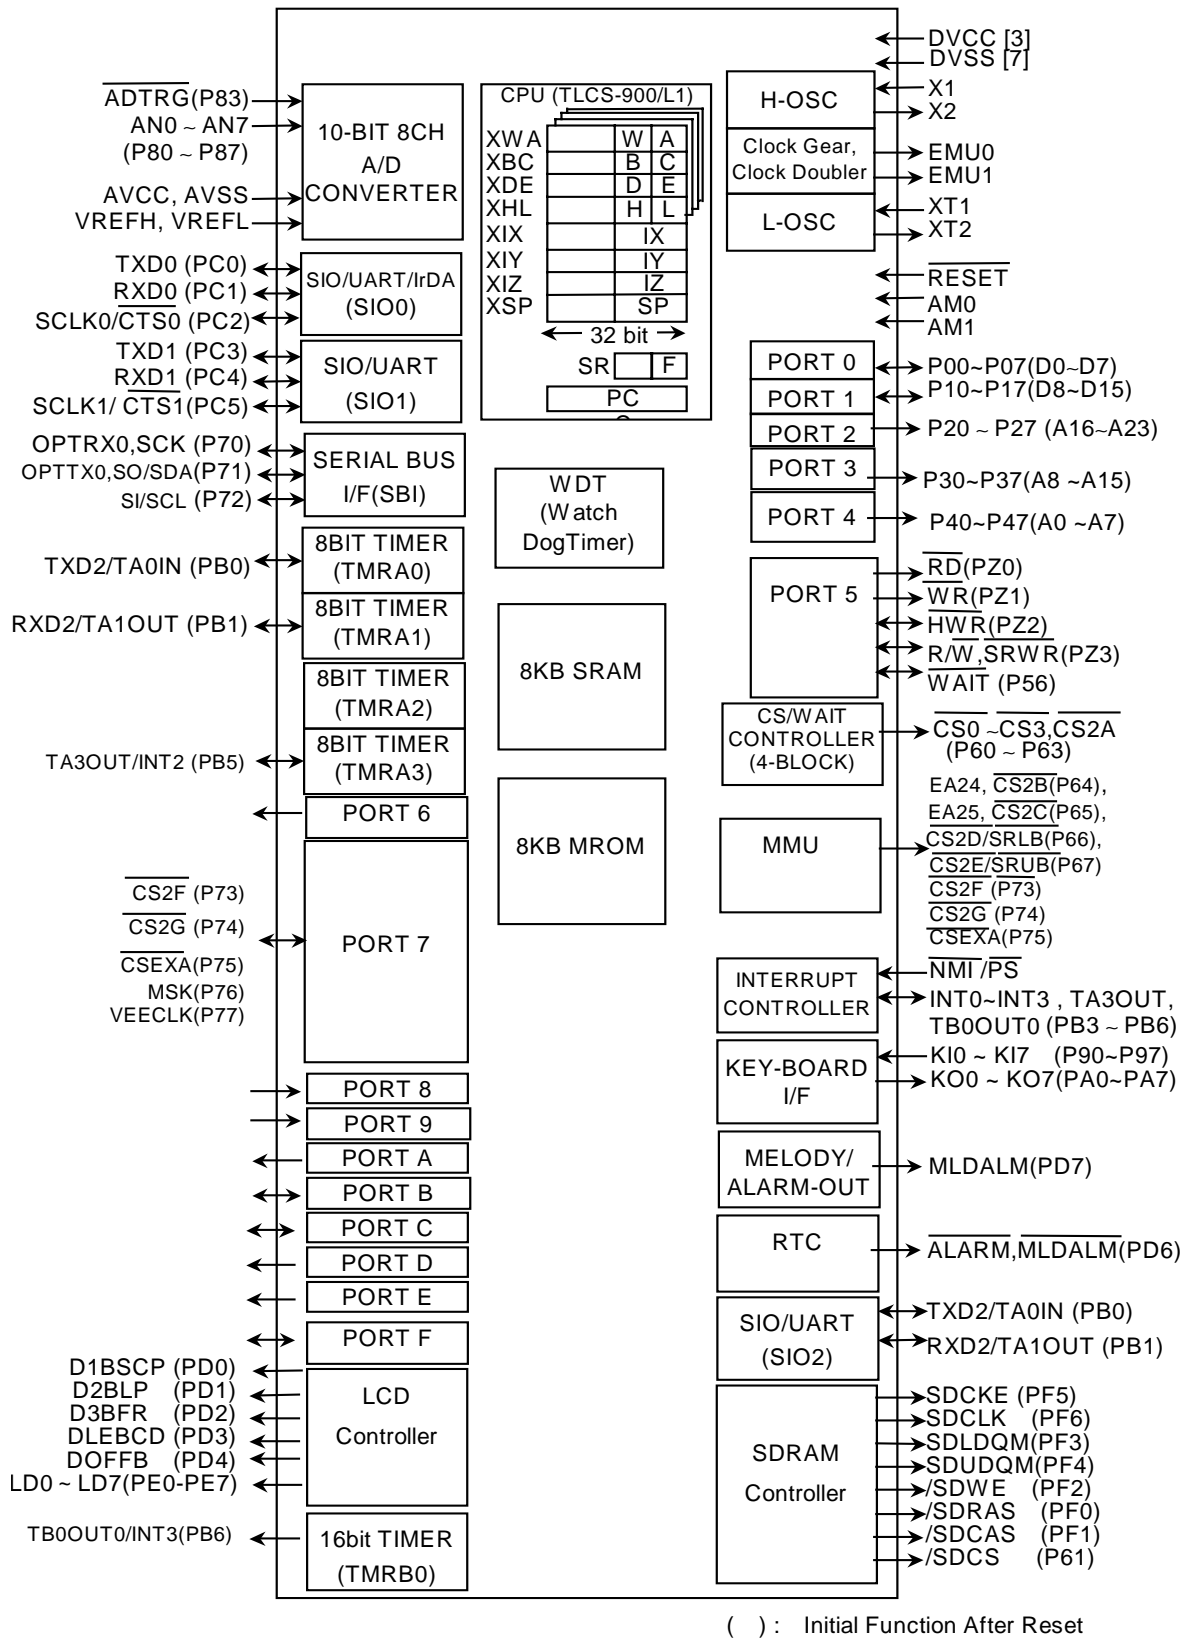 DVCC [3]
DVSS [7]
ADTRG(P83)
AN0 ~ AN7
(P80 ~ P87)
AVCC, AVSS
VREFH, VREFL
10-BIT 8CH
A/D
CONVERTER
TXD0 (PC0)
RXD0 (PC1)
SCLK0/CTS0 (PC2)
SIO/UART/IrDA
(SIO0)
TXD1 (PC3)
RXD1 (PC4)
SCLK1/ CTS1(PC5)
SIO/UART
(SIO1)
OPTRX0,SCK (P70)
OPTTX0,SO/SDA(P71)
SI/SCL (P72)
SERIAL BUS
I/F(SBI)
TXD2/TA0IN (PB0)
8BIT TIMER
(TMRA0)
RXD2/TA1OUT (PB1)
8BIT TIMER
(TMRA1)
8BIT TIMER
(TMRA2)
TA3OUT/INT2 (PB5)
8BIT TIMER
(TMRA3)
PORT 6
CS2F (P73)
CS2G (P74)
CSEXA(P75)
MSK(P76)
VEECLK(P77)
PORT 7
PORT 8
PORT 9
PORT A
PORT B
PORT C
PORT D
PORT E
PORT F
D1BSCP (PD0)
D2BLP (PD1)
D3BFR (PD2)
DLEBCD (PD3)
DOFFB (PD4)
LD0 ~ LD7(PE0-PE7)
LCD
Controller
TB0OUT0/INT3(PB6)
16bit TIMER
(TMRB0)
CPU (TLCS-900/L1)
XWA W A
XBC B C
XDE D E
XHL H L
XIX IX
XIY IY
XIZ IZ
XSP SP
32 bit
SR F
PC
WDT
(Watch
DogTimer)
8KB SRAM
8KB MROM
H-OSC
X1
X2
Clock Gear,
Clock Doubler
EMU0
EMU1
L-OSC
XT1
XT2
RESET
AM0
AM1
PORT 0
P00~P07(D0~D7)
PORT 1
P10~P17(D8~D15)
PORT 2
P20 ~ P27 (A16~A23)
PORT 3
P30~P37(A8 ~A15)
PORT 4
P40~P47(A0 ~A7)
PORT 5
RD(PZ0)
WR(PZ1)
HWR(PZ2)
R/W,SRWR(PZ3)
WAIT (P56)
CS/WAIT
CONTROLLER
(4-BLOCK)
CS0 ~CS3,CS2A
(P60 ~ P63)
MMU
EA24, CS2B(P64),
EA25, CS2C(P65),
CS2D/SRLB(P66),
CS2E/SRUB(P67)
CS2F (P73)
CS2G (P74)
CSEXA(P75)
INTERRUPT
CONTROLLER
NMI /PS
INT0~INT3 , TA3OUT,
TB0OUT0 (PB3 ~ PB6)
KEY-BOARD
I/F
KI0 ~ KI7 (P90~P97)
KO0 ~ KO7(PA0~PA7)
MELODY/
ALARM-OUT
MLDALM(PD7)
RTC
ALARM,MLDALM(PD6)
SIO/UART
(SIO2)
TXD2/TA0IN (PB0)
RXD2/TA1OUT (PB1)
SDRAM
Controller
SDCKE (PF5)
SDCLK (PF6)
SDLDQM(PF3)
SDUDQM(PF4)
/SDWE (PF2)
/SDRAS (PF0)
/SDCAS (PF1)
/SDCS (P61)
( ) : Initial Function After Reset